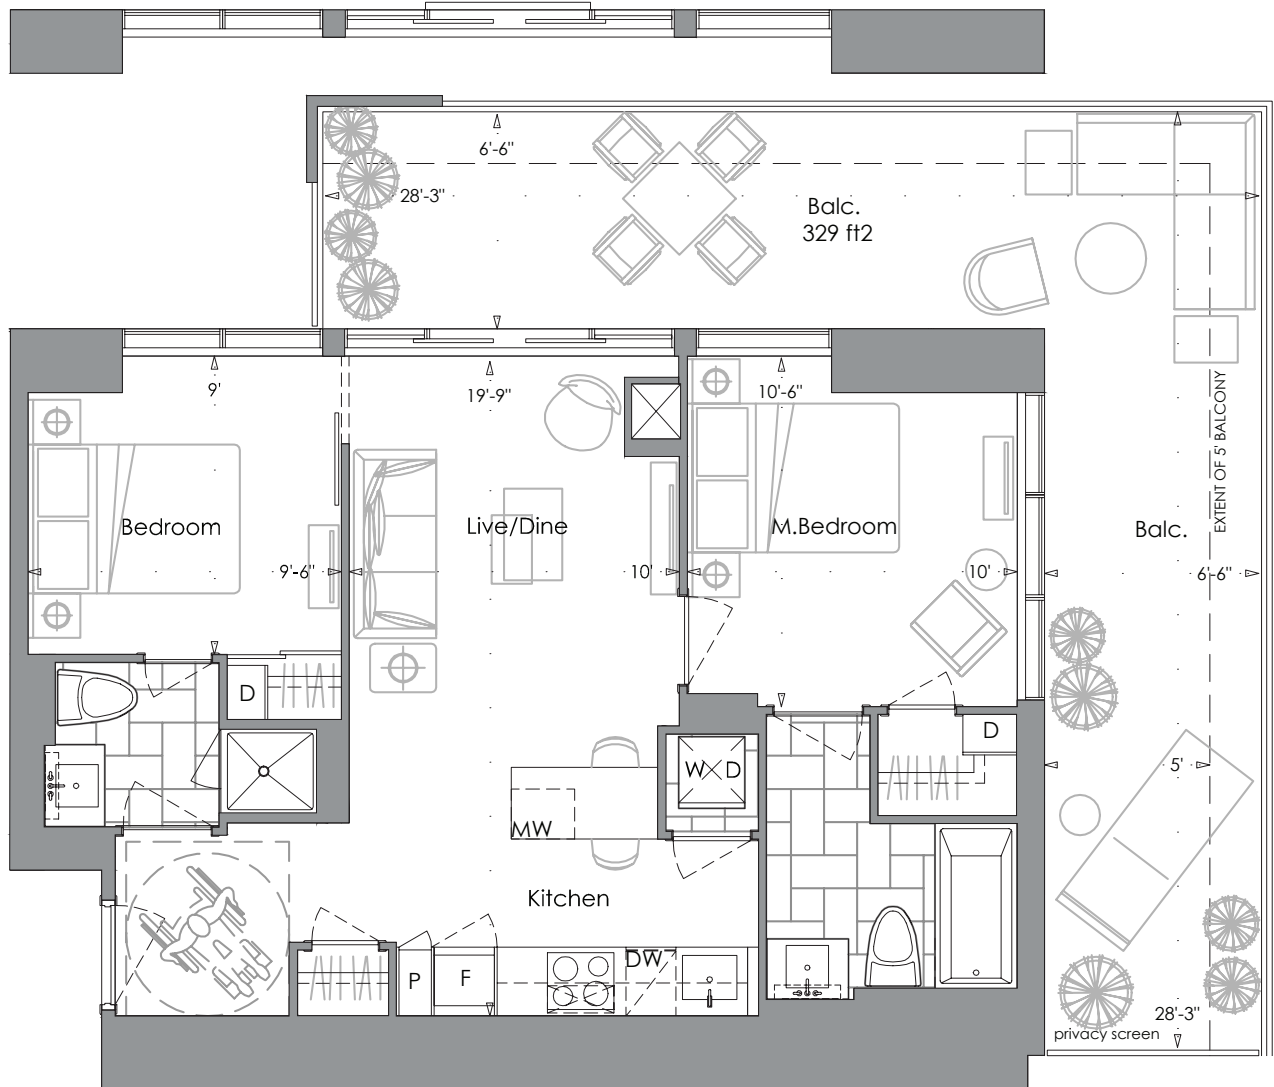 6'-6"
28'-3"
Balc.
329 ft2
9'
19'-9"
10'-6"
EXTENT OF 5' BALCONY
Bedroom
Live/Dine
M.Bedroom
Balc.
9'-6"
10'
10'
6'-6"
D
D
W D
5'
MW
Kitchen
DW
P
F
28'-3"
privacy screen